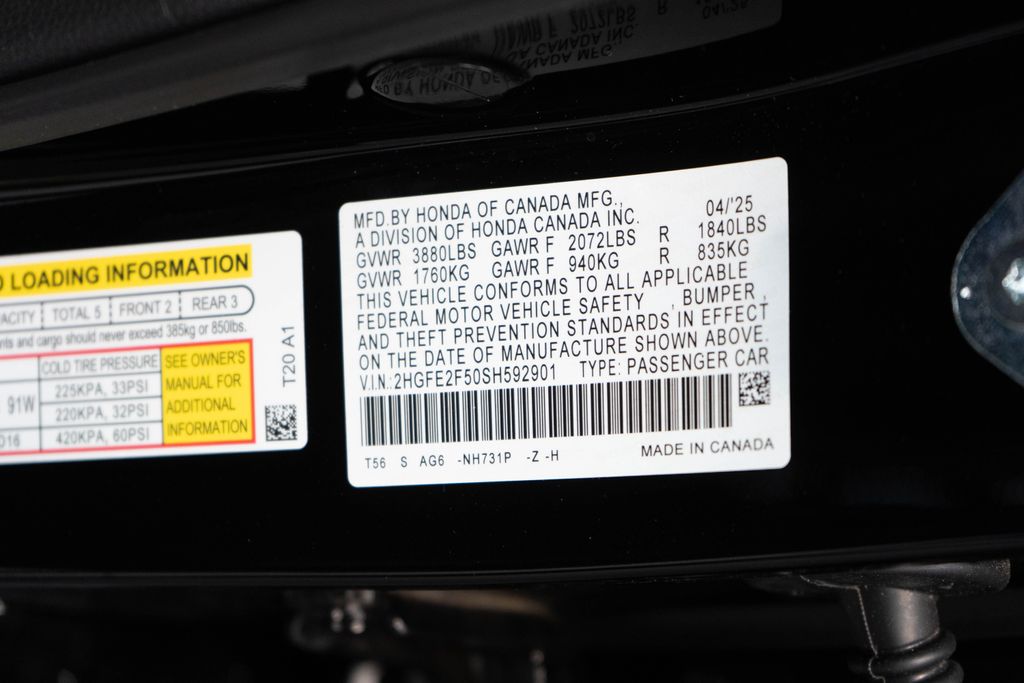 LOADING INFORMATION
TOTAL 5 FRONT 2 REAR 3
and cargo should never exceed 385kg or 850lbs.
COLD TIRE PRESSURE
91W 225KPA, 33PSI
220KPA, 32PSI
420KPA, 60PSI
SEE OWNER'S
MANUAL FOR
ADDITIONAL
INFORMATION
T20 A1
MFD.BY HONDA OF CANADA MFG., 04/'25
A DIVISION OF HONDA CANADA INC.
GVWR 3880LBS GAWR F 2072LBS R 1840LBS
GVWR 1760KG GAWR F 940KG R 835KG
THIS VEHICLE CONFORMS TO ALL APPLICABLE
FEDERAL MOTOR VEHICLE SAFETY , BUMPER ,
AND THEFT PREVENTION STANDARDS IN EFFECT
ON THE DATE OF MANUFACTURE SHOWN ABOVE.
V.I.N.:2HGFE2F50SH592901 TYPE: PASSENGER CAR
T56 S AG6 -NH731P -Z -H MADE IN CANADA